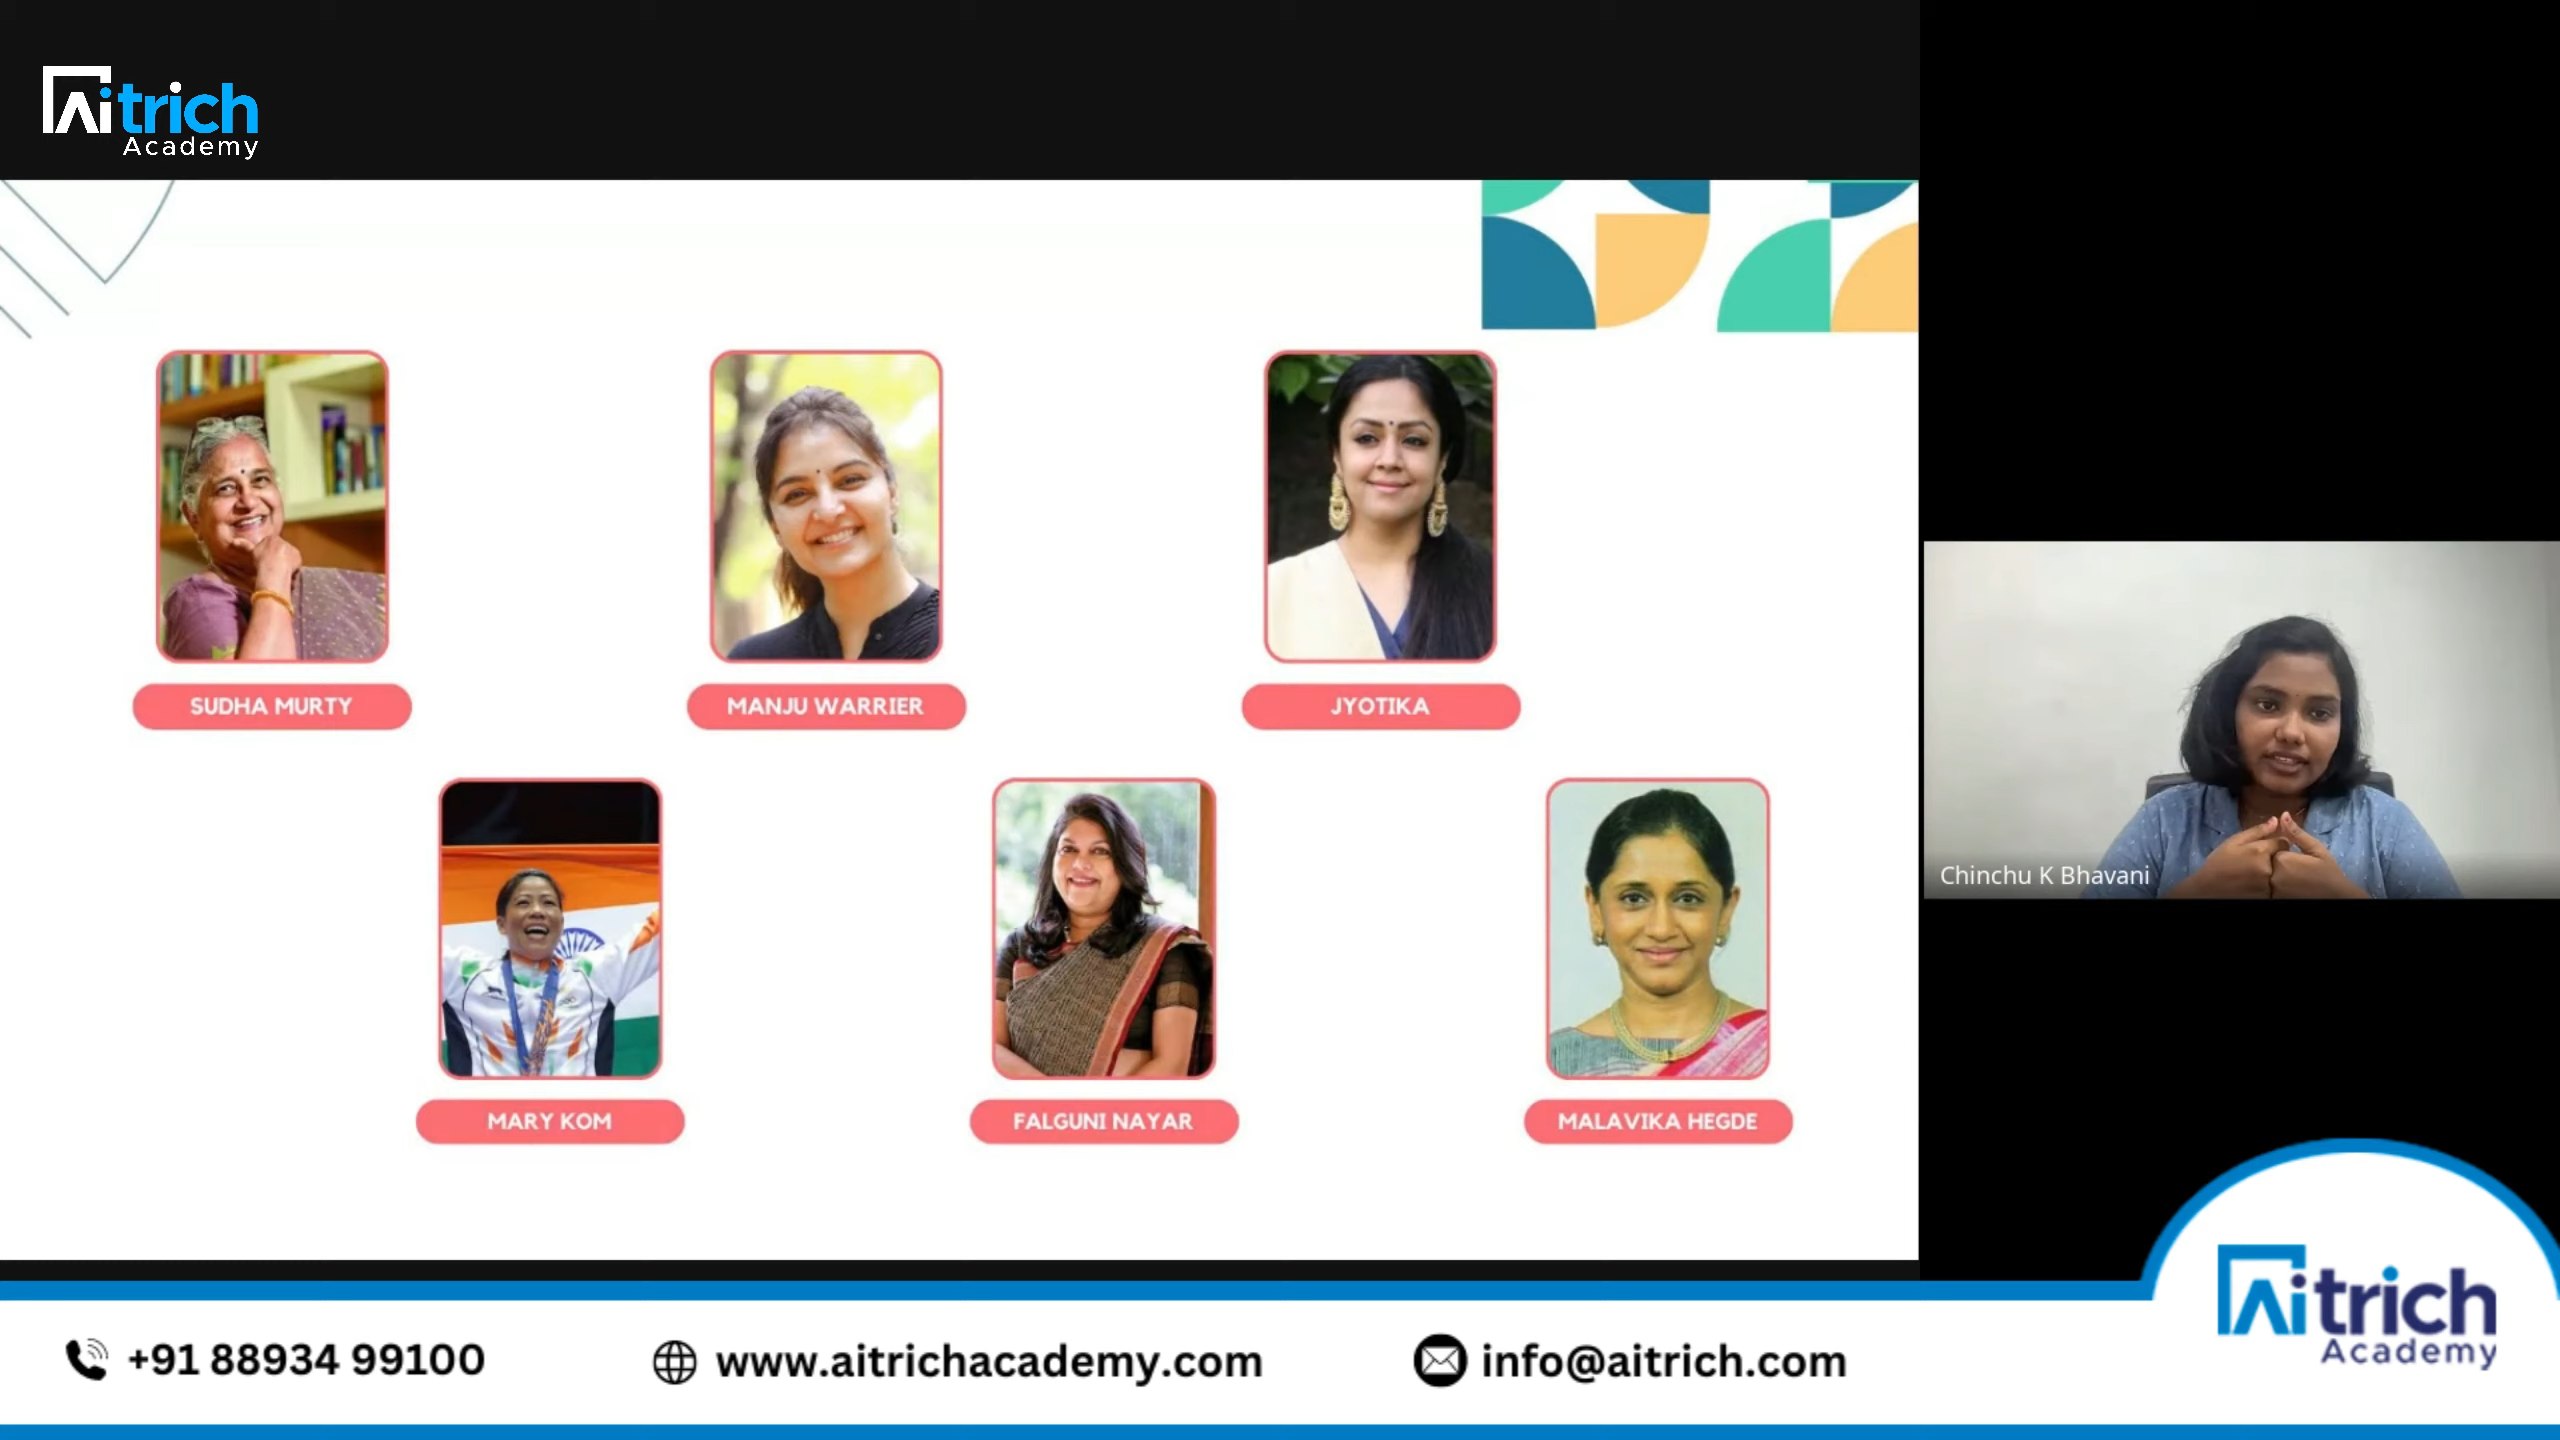 Aitrich
Academy
SUDHA MURTY
MANJU WARRIER
JYOTIKA
MARY KOM
FALGUNI NAYAR
MALAVIKA HEGDE
Chinchu K Bhavani
+91 88934 99100
www.aitrichacademy.com
info@aitrich.com
Aitrich
Academy